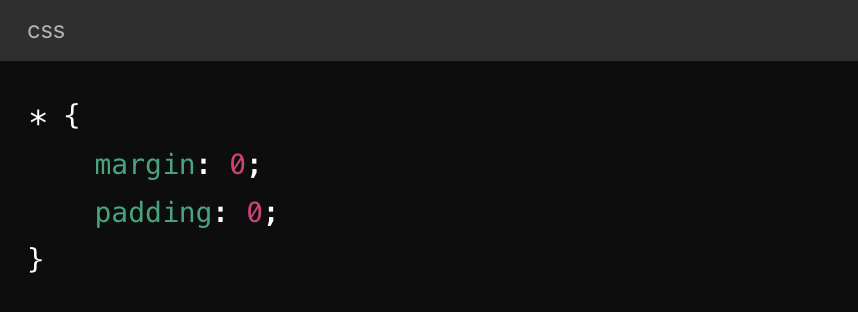 css
* {
    margin: 0;
    padding: 0;
}